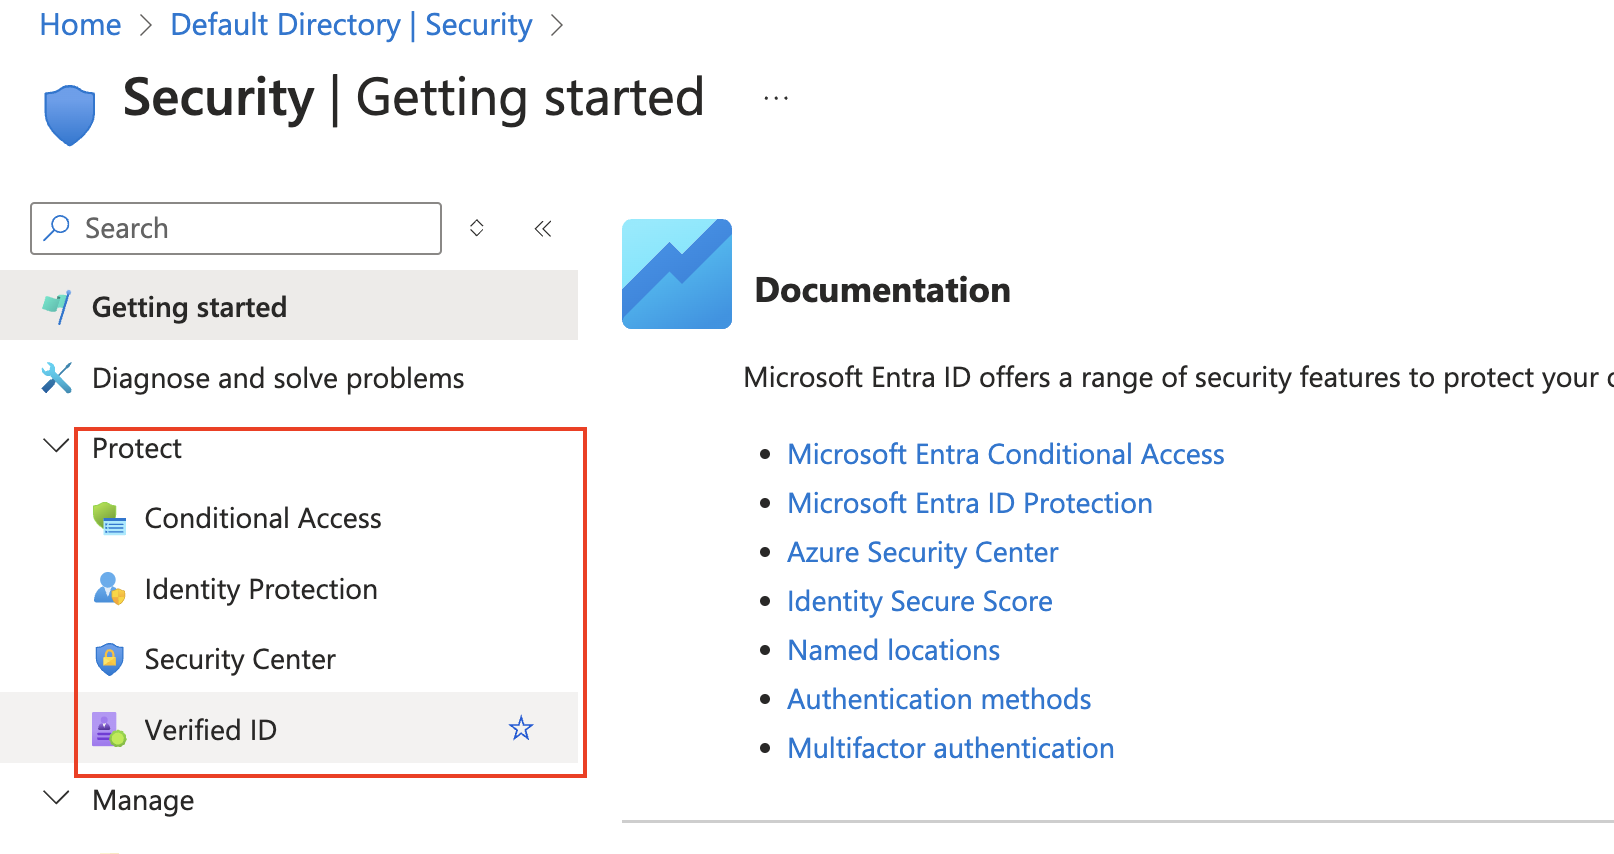 Home > Default Directory | Security >
Security | Getting started ...
Search
Getting started
Diagnose and solve problems
Protect
Conditional Access
Identity Protection
Security Center
Verified ID
Manage
Documentation
Microsoft Entra ID offers a range of security features to protect your
Microsoft Entra Conditional Access
Microsoft Entra ID Protection
Azure Security Center
Identity Secure Score
Named locations
Authentication methods
Multifactor authentication